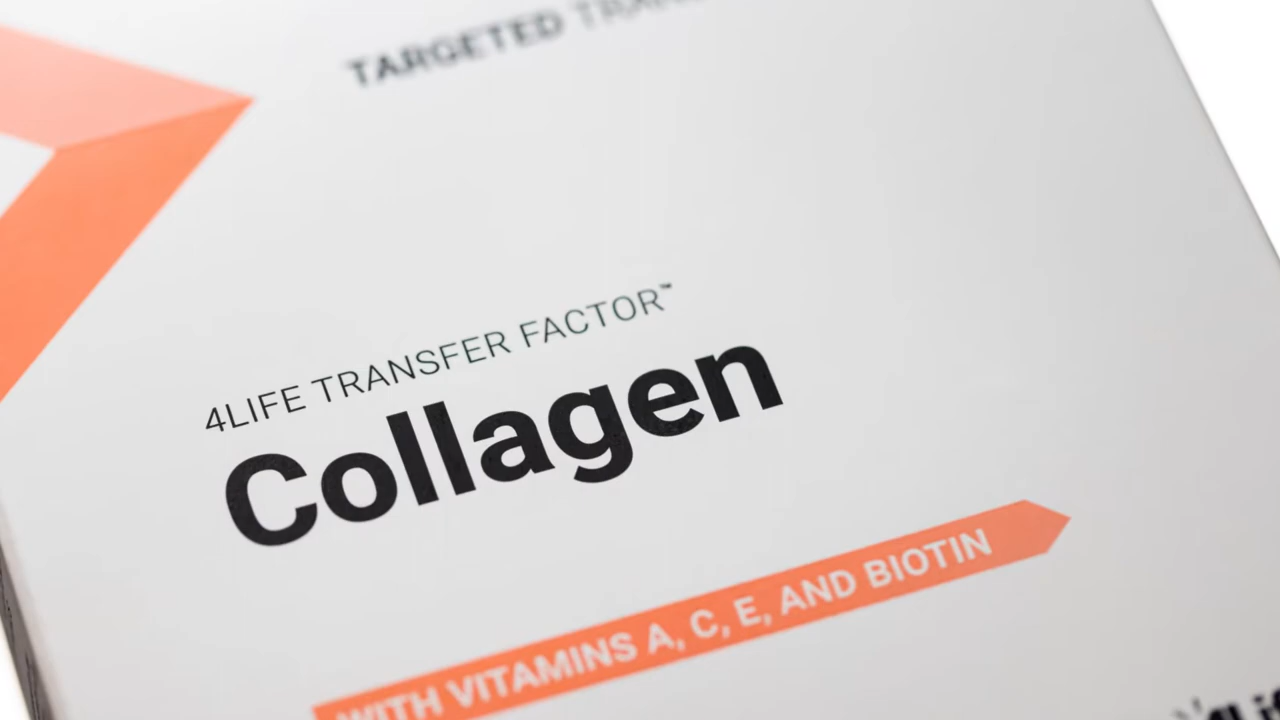 TARGETED
4LIFE TRANSFER FACTOR™
Collagen
WITH VITAMINS A, C, E, AND BIOTIN